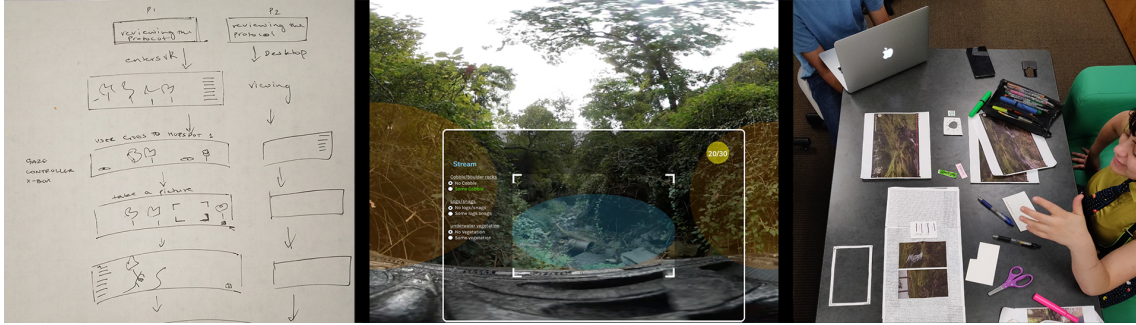 P1
P2
reviewing the
Protocol
reviewing the
protocol
enters VR
Desktop
viewing
USER GOES TO HOTSPOT 1
GAZE
CONTROLLER
X-BOX
take a picture
20/30
Stream
Cobble/Boulder rocks
No Cobble
Some Cobble
Logs/snags
No logs/snags
Some logs snags
underwater vegetation
No vegetation
Some vegetation